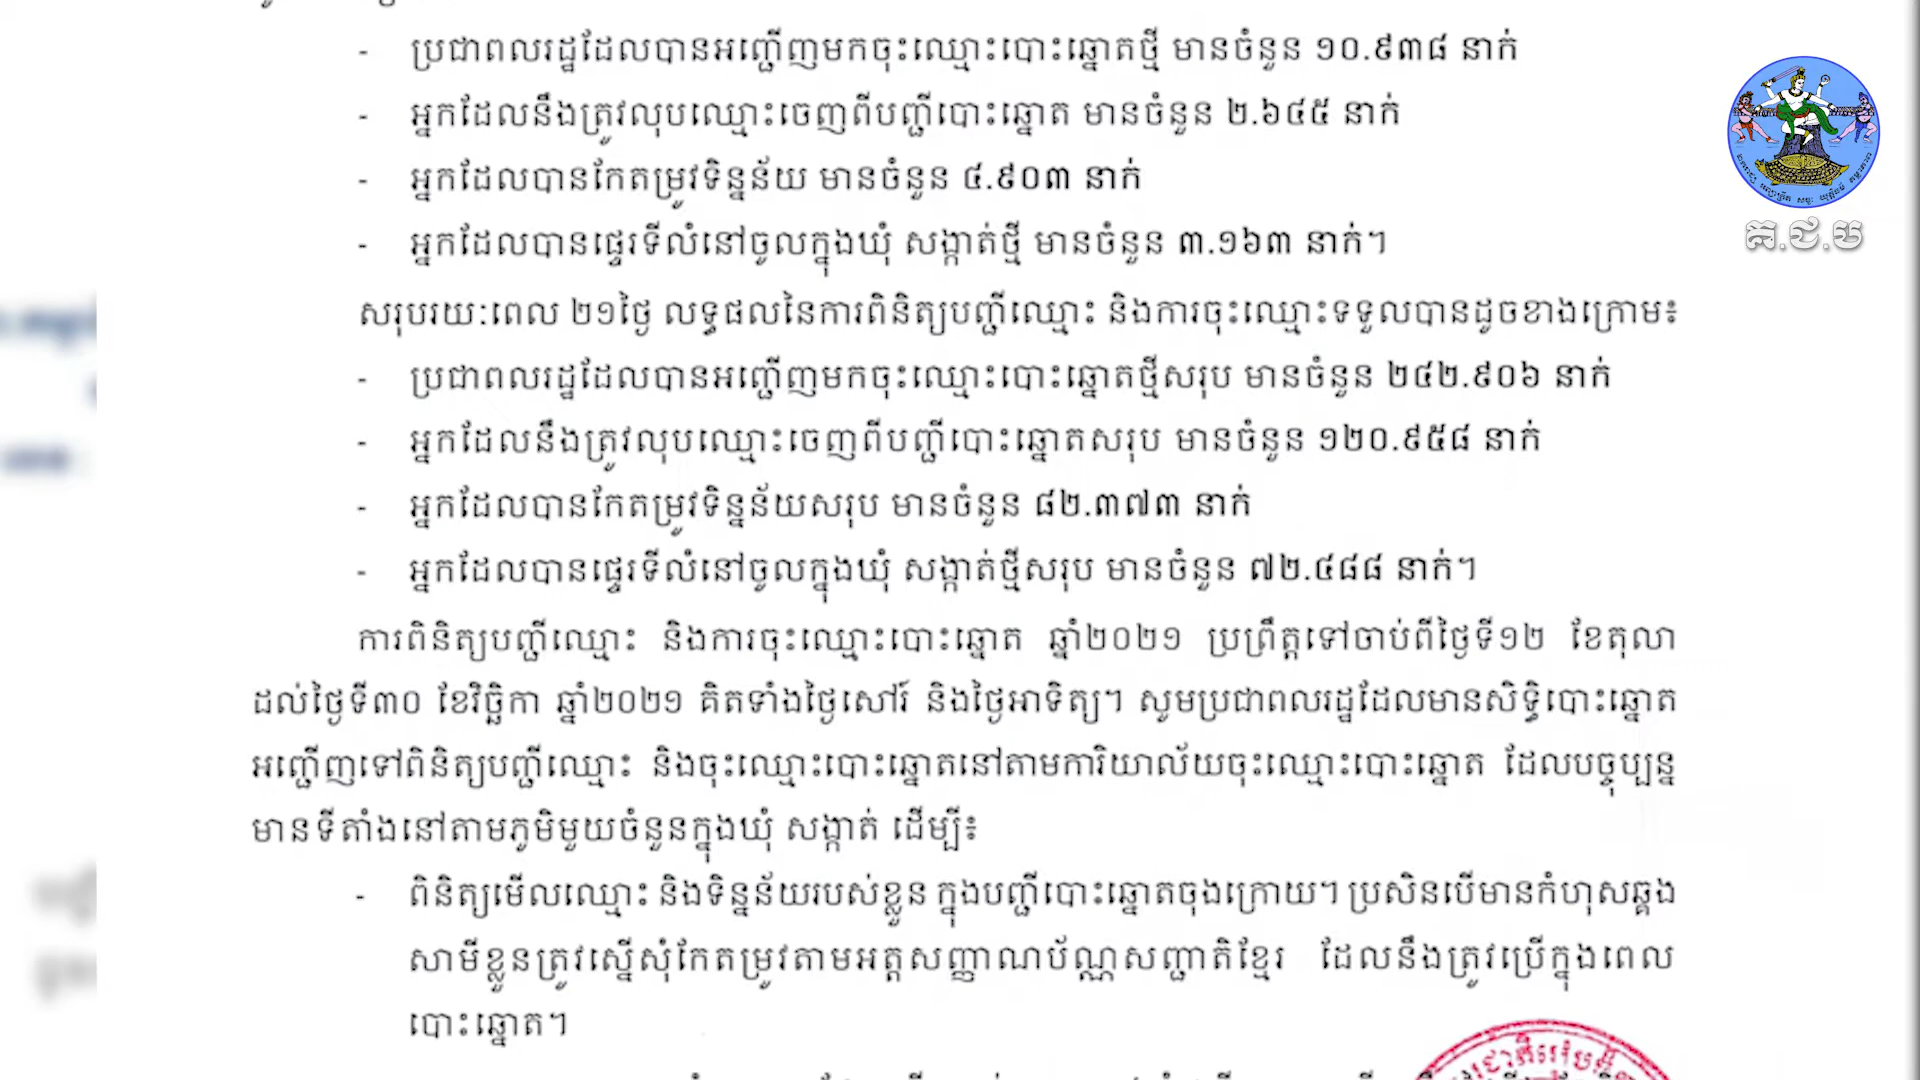 - ប្រជាពលរដ្ឋដែលបានអញ្ជើញមកចុះឈ្មោះបោះឆ្នោតថ្មី មានចំនួន ១០.៩៣៨ នាក់
- អ្នកដែលនឹងត្រូវលុបឈ្មោះចេញពីបញ្ជីបោះឆ្នោត មានចំនួន ២.៦៤៥ នាក់
- អ្នកដែលបានកែតម្រូវទិន្នន័យ មានចំនួន ៤.៩០៣ នាក់
- អ្នកដែលបានផ្ទេរទីលំនៅចូលក្នុងឃុំ សង្កាត់ថ្មី មានចំនួន ៣.១៦៣ នាក់។
គ.ជ.ប
សរុបរយៈពេល ២១ថ្ងៃ លទ្ធផលនៃការពិនិត្យបញ្ជីឈ្មោះ និងការចុះឈ្មោះទទួលបានដូចខាងក្រោម៖
- ប្រជាពលរដ្ឋដែលបានអញ្ជើញមកចុះឈ្មោះបោះឆ្នោតថ្មីសរុប មានចំនួន ២៤២.៩០៦ នាក់
- អ្នកដែលនឹងត្រូវលុបឈ្មោះចេញពីបញ្ជីបោះឆ្នោតសរុប មានចំនួន ១២០.៩៥៨ នាក់
- អ្នកដែលបានកែតម្រូវទិន្នន័យសរុប មានចំនួន ៨២.៣៧៣ នាក់
- អ្នកដែលបានផ្ទេរទីលំនៅចូលក្នុងឃុំ សង្កាត់ថ្មីសរុប មានចំនួន ៧២.៤៨៨ នាក់។
ការពិនិត្យបញ្ជីឈ្មោះ និងការចុះឈ្មោះបោះឆ្នោត ឆ្នាំ២០២១ ប្រព្រឹត្តទៅចាប់ពីថ្ងៃទី១២ ខែតុលា
ដល់ថ្ងៃទី៣០ ខែវិច្ឆិកា ឆ្នាំ២០២១ គិតទាំងថ្ងៃសៅរ៍ និងថ្ងៃអាទិត្យ។ សូមប្រជាពលរដ្ឋដែលមានសិទ្ធិបោះឆ្នោត
អញ្ជើញទៅពិនិត្យបញ្ជីឈ្មោះ និងចុះឈ្មោះបោះឆ្នោតនៅតាមការិយាល័យចុះឈ្មោះបោះឆ្នោត ដែលបច្ចុប្បន្ន
មានទីតាំងនៅតាមភូមិមួយចំនួនក្នុងឃុំ សង្កាត់ ដើម្បី៖
- ពិនិត្យមើលឈ្មោះ និងទិន្នន័យរបស់ខ្លួន ក្នុងបញ្ជីបោះឆ្នោតចុងក្រោយ។ ប្រសិនបើមានកំហុសឆ្គង
សាមីខ្លួនត្រូវស្នើសុំកែតម្រូវតាមអត្តសញ្ញាណប័ណ្ណសញ្ជាតិខ្មែរ ដែលនឹងត្រូវប្រើក្នុងពេល
បោះឆ្នោត។